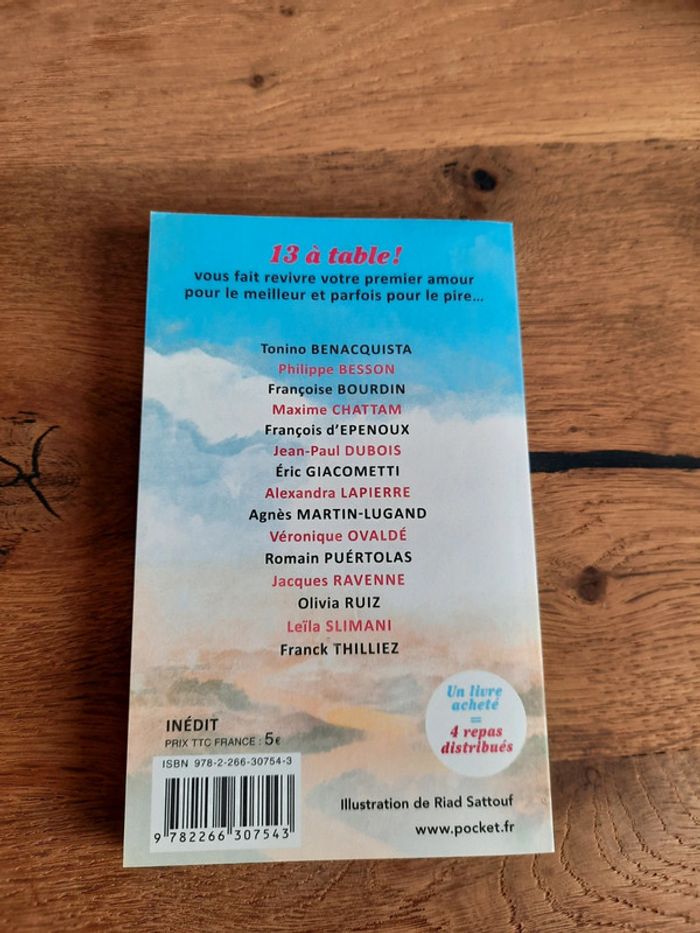 13 à table!
vous fait revivre votre premier amour
pour le meilleur et parfois pour le pire...
Tonino BENACQUISTA
Philippe BESSON
Françoise BOURDIN
Maxime CHATTAM
François d'EPENOUX
Jean-Paul DUBOIS
Éric GIACOMETTI
Alexandra LAPIERRE
Agnès MARTIN-LUGAND
Véronique OVALDÉ
Romain PUÉRTOLAS
Jacques RAVENNE
Olivia RUIZ
Leïla SLIMANI
Franck THILLIEZ
Un livre
acheté
=
4 repas
distribués
INÉDIT
PRIX TTC FRANCE : 5 €
ISBN 978-2-266-30754-3
9 782266 307543
Illustration de Riad Sattouf
www.pocket.fr